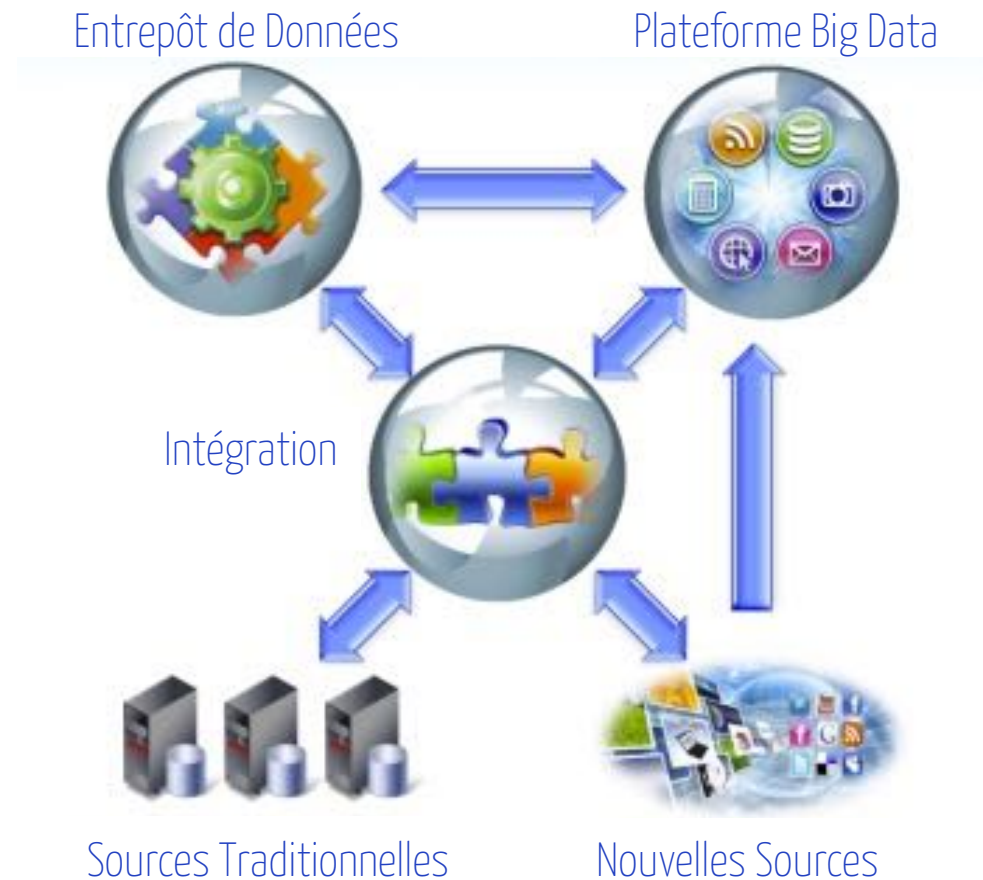 Entrepôt de Données
Plateforme Big Data
Intégration
Sources Traditionnelles
Nouvelles Sources